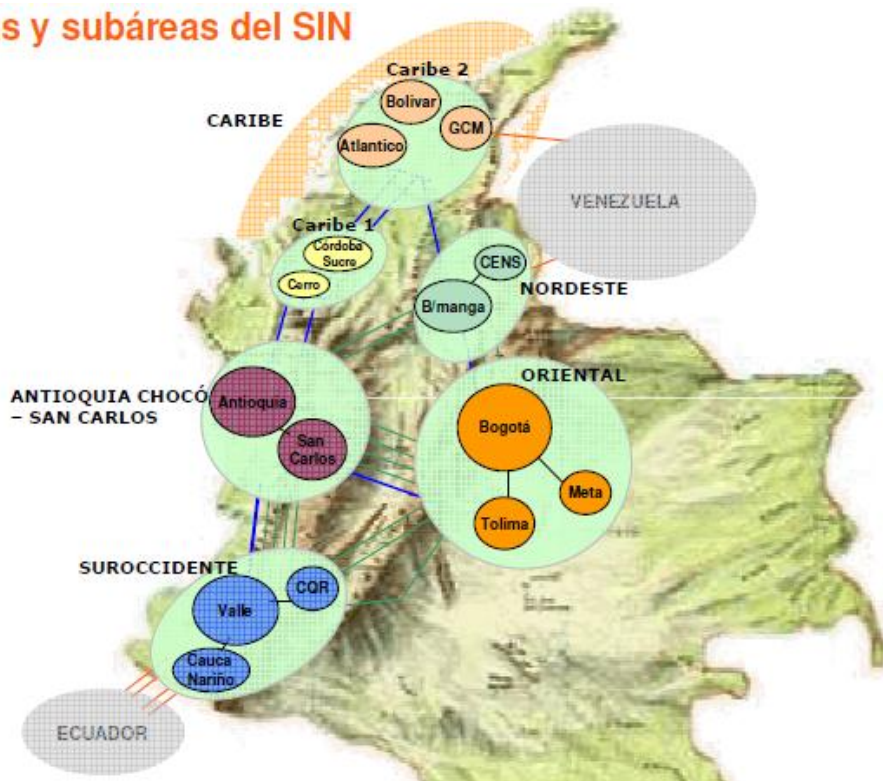 s y subáreas del SIN
Caribe 2
Bolivar
CARIBE
GCM
Atlantico
VENEZUELA
Caribe 1
Córdoba
Sucre
CENS
Cerro
NORDESTE
B/manga
ORIENTAL
ANTIOQUIA CHOCÓ
– SAN CARLOS
Antioquia
Bogotá
San
Carlos
Meta
Tolima
SUROCCIDENTE
CQR
Valle
Cauca
Nariño
ECUADOR